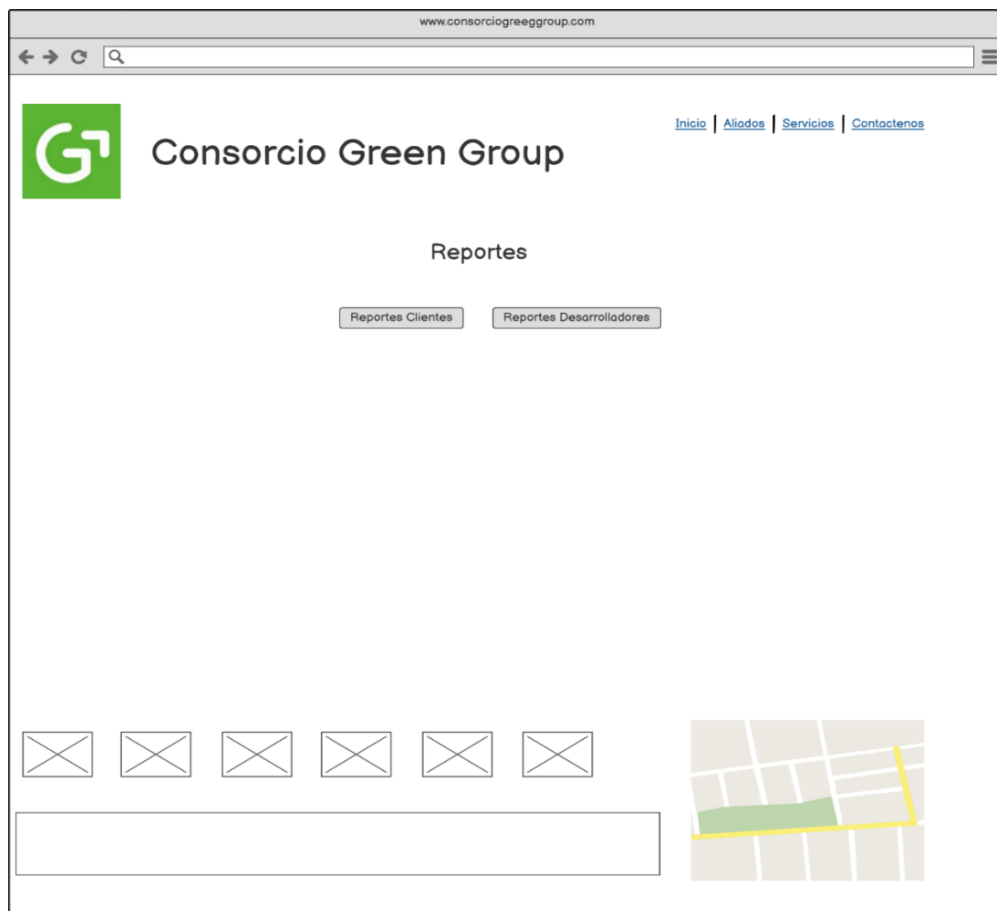 www.consorciogreeggroup.com
G
Inicio | Aliados | Servicios | Contactenos
Consorcio Green Group
Reportes
Reportes Clientes
Reportes Desarrolladores